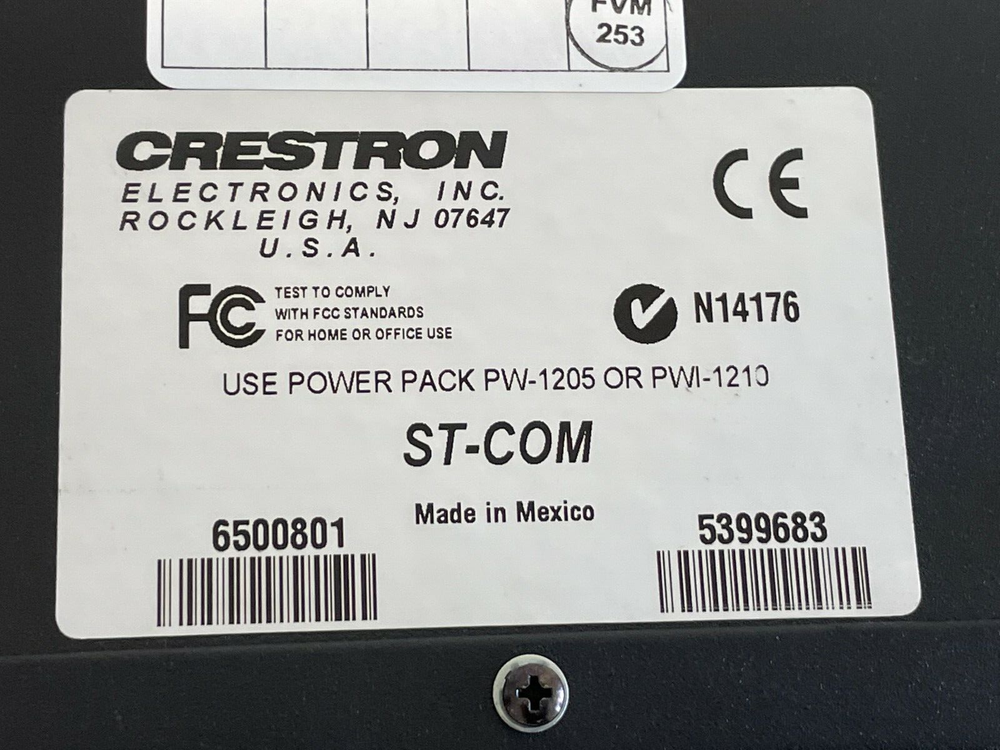 FVM
253
CRESTRON
ELECTRONICS, INC.
ROCKLEIGH, NJ 07647
U.S.A.
FC
TEST TO COMPLY
WITH FCC STANDARDS
FOR HOME OR OFFICE USE
CE
N14176
USE POWER PACK PW-1205 OR PWI-1210
ST-COM
Made in Mexico
6500801
5399683